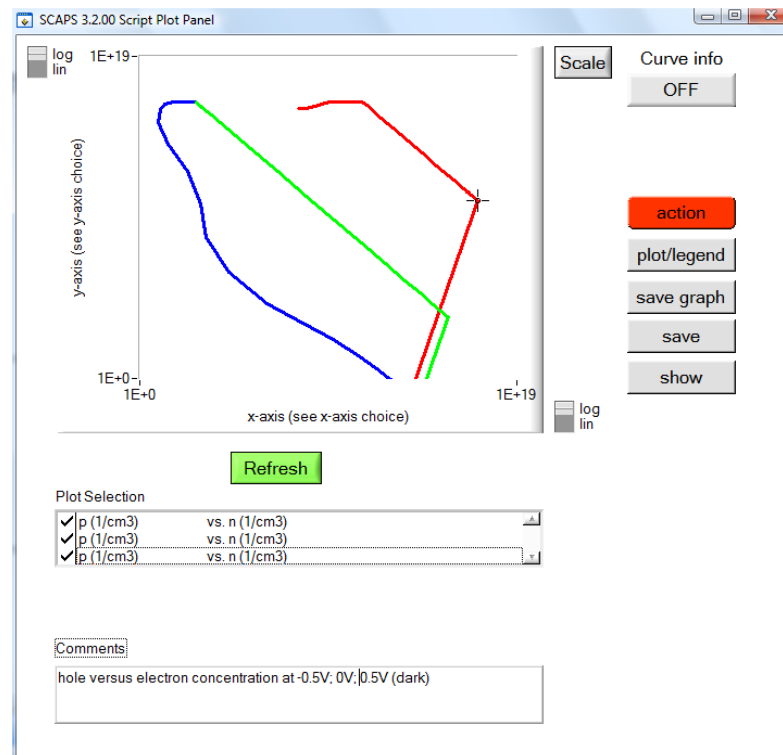 SCAPS 3.2.00 Script Plot Panel
log
lin
1E+19
Scale
Curve info
OFF
y-axis (see y-axis choice)
action
plot/legend
save graph
save
show
1E+0
1E+0
1E+19
x-axis (see x-axis choice)
log
lin
Refresh
Plot Selection
p (1/cm3) vs. n (1/cm3)
p (1/cm3) vs. n (1/cm3)
p (1/cm3) vs. n (1/cm3)
Comments
hole versus electron concentration at -0.5V; 0V; 0.5V (dark)